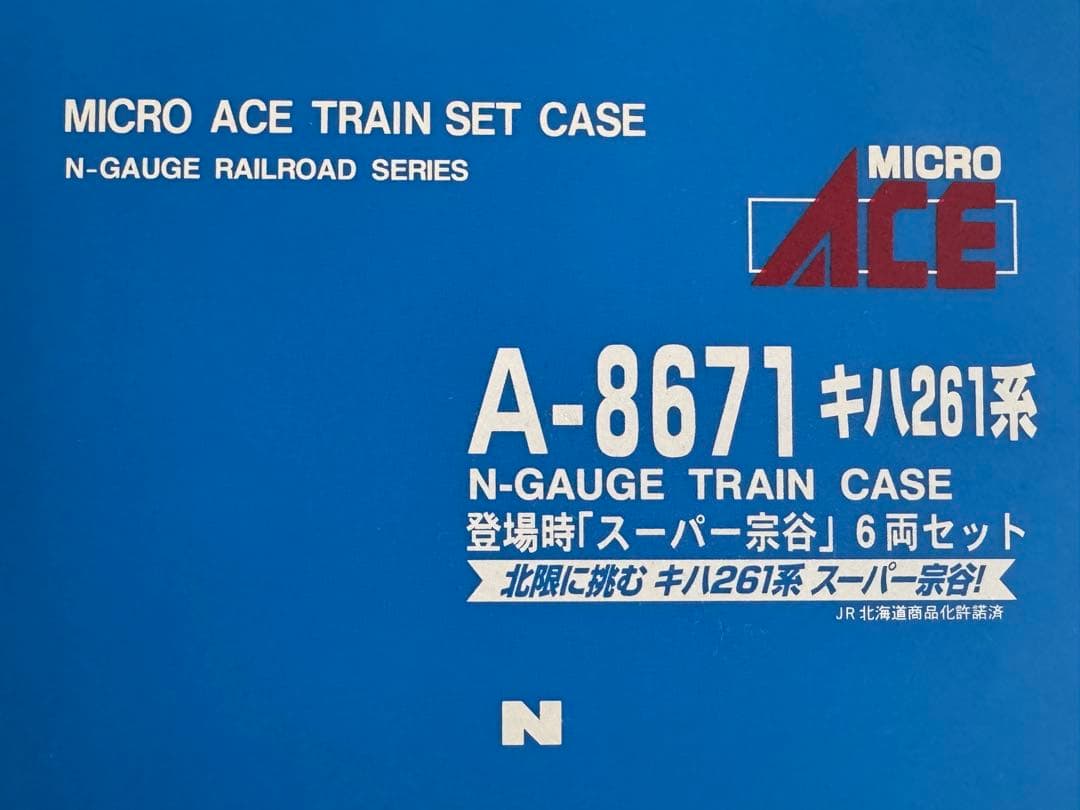 MICRO ACE TRAIN SET CASE
N-GAUGE RAILROAD SERIES
MICRO
ACE
A-8671 キハ261系
N-GAUGE TRAIN CASE
登場時「スーパー宗谷」6両セット
北限に挑む キハ261系 スーパー宗谷!
JR北海道商品化許諾済
N